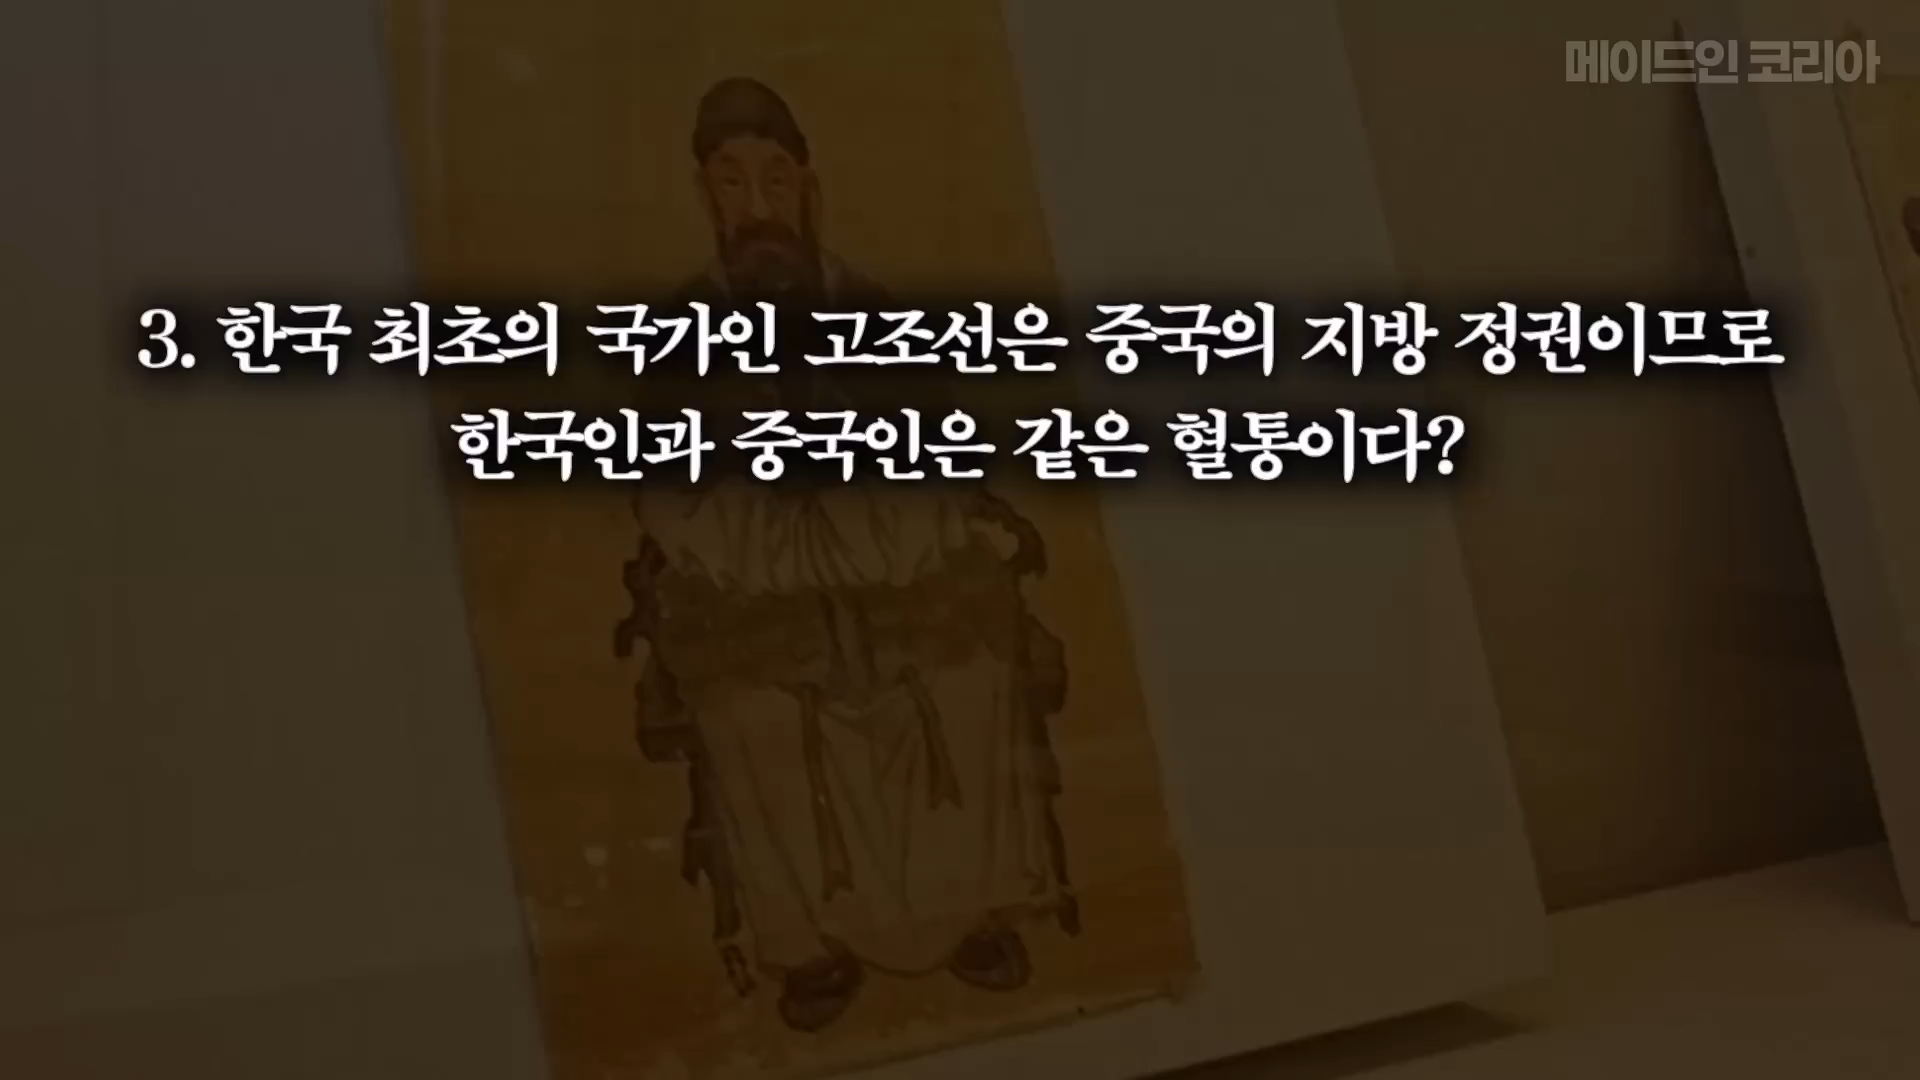 메이드인 코리아
3. 한국 최초의 국가인 고조선은 중국의 지방 정권이므로
한국인과 중국인은 같은 혈통이다?